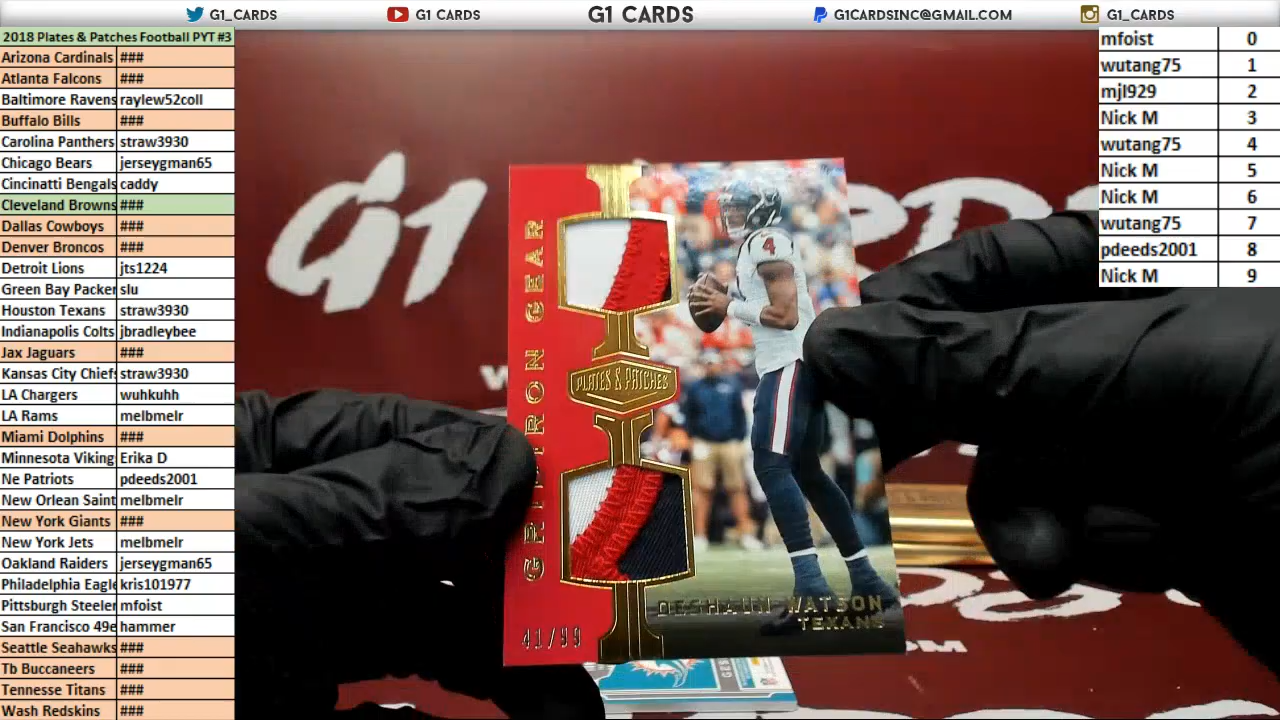 G1_CARDS
G1 CARDS
G1 CARDS
G1CARDSINC@GMAIL.COM
G1_CARDS
2018 Plates & Patches Football PYT #3
Arizona Cardinals ###
Atlanta Falcons ###
Baltimore Ravens raylew52coll
Buffalo Bills ###
Carolina Panthers straw3930
Chicago Bears jerseygman65
Cincinatti Bengals caddy
Cleveland Browns ###
Dallas Cowboys ###
Denver Broncos ###
Detroit Lions jts1224
Green Bay Packer slu
Houston Texans straw3930
Indianapolis Colts jbradleybee
Jax Jaguars ###
Kansas City Chiefs straw3930
LA Chargers wuhkuhh
LA Rams melbmelr
Miami Dolphins ###
Minnesota Viking Erika D
Ne Patriots pdeeds2001
New Orlean Saint melbmelr
New York Giants ###
New York Jets melbmelr
Oakland Raiders jerseygman65
Philadelphia Eagle kris101977
Pittsburgh Steeler mfoist
San Francisco 49e hammer
Seattle Seahawks ###
Tb Buccaneers ###
Tennesse Titans ###
Wash Redskins ###
mfoist 0
wutang75 1
mjl929 2
Nick M 3
wutang75 4
Nick M 5
Nick M 6
wutang75 7
pdeeds2001 8
Nick M 9
G1
GRIDIRON GEAR
4
PLATES & PATCHES
DESHAUN WATSON
TEXANS
41/99